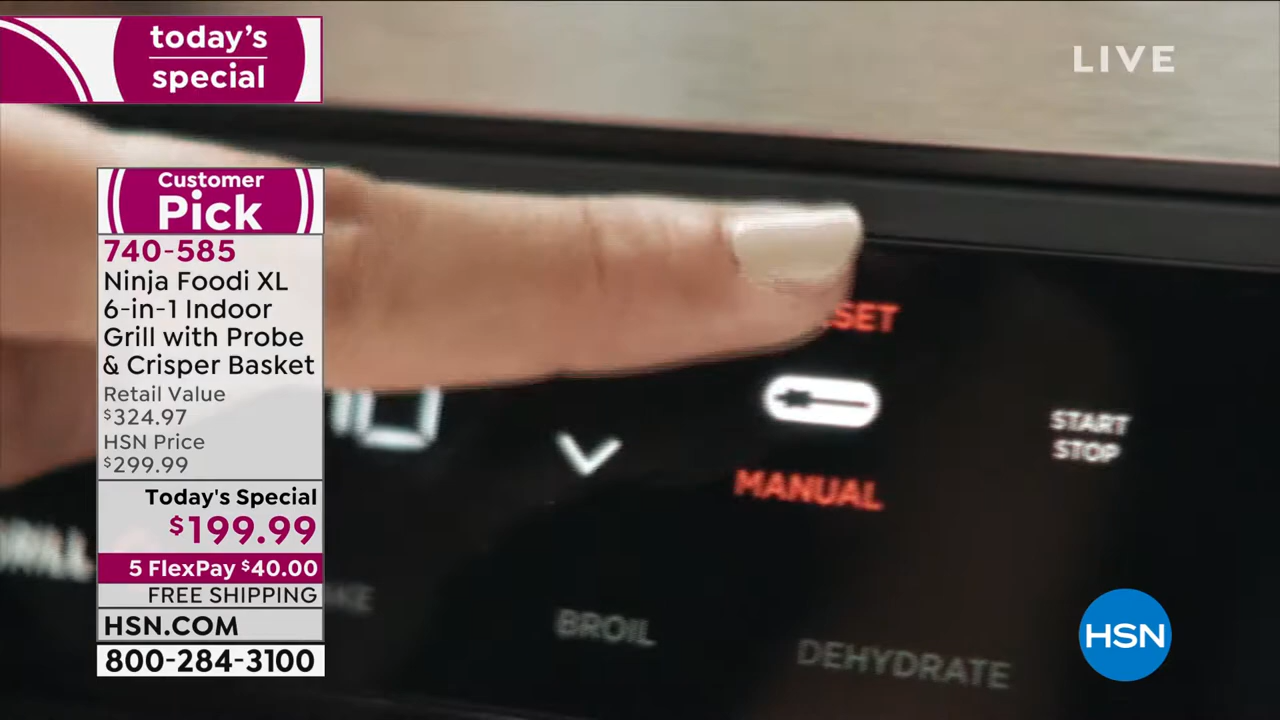 today's
special
LIVE
Customer
Pick
740-585
Ninja Foodi XL
6-in-1 Indoor
Grill with Probe
& Crisper Basket
Retail Value
$324.97
HSN Price
$299.99
Today's Special
$199.99
5 FlexPay $40.00
FREE SHIPPING
HSN.COM
800-284-3100
START
STOP
MANUAL
BROIL
DEHYDRATE
HSN